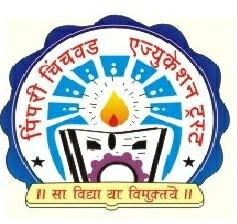 पिंपरी चिंचवड एज्युकेशन ट्रस्ट
॥ सा विद्या या विमुक्तये ॥